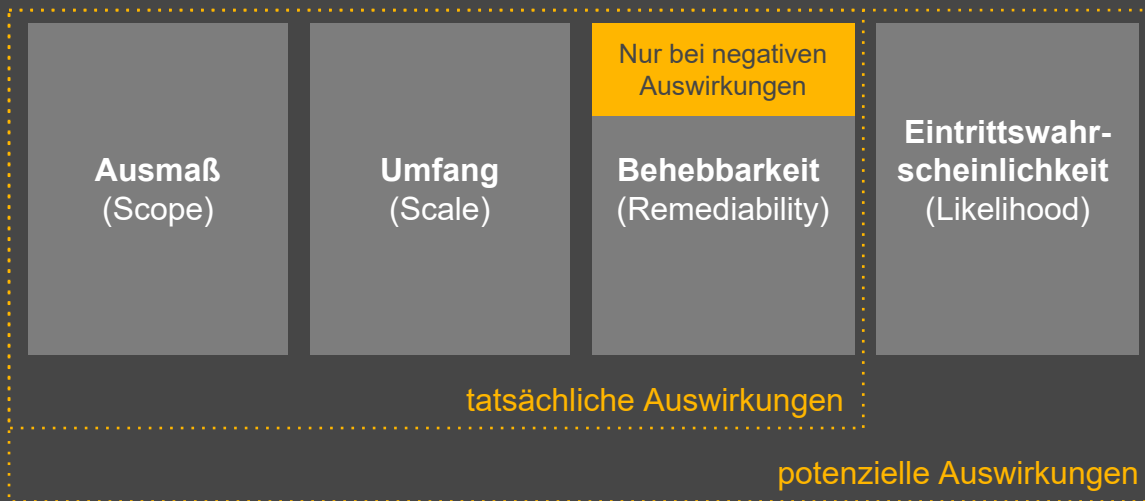 Ausmaß
(Scope)
Umfang
(Scale)
Nur bei negativen
Auswirkungen
Behebbarkeit
(Remediability)
Eintrittswahr-
scheinlichkeit
(Likelihood)
tatsächliche Auswirkungen
potenzielle Auswirkungen